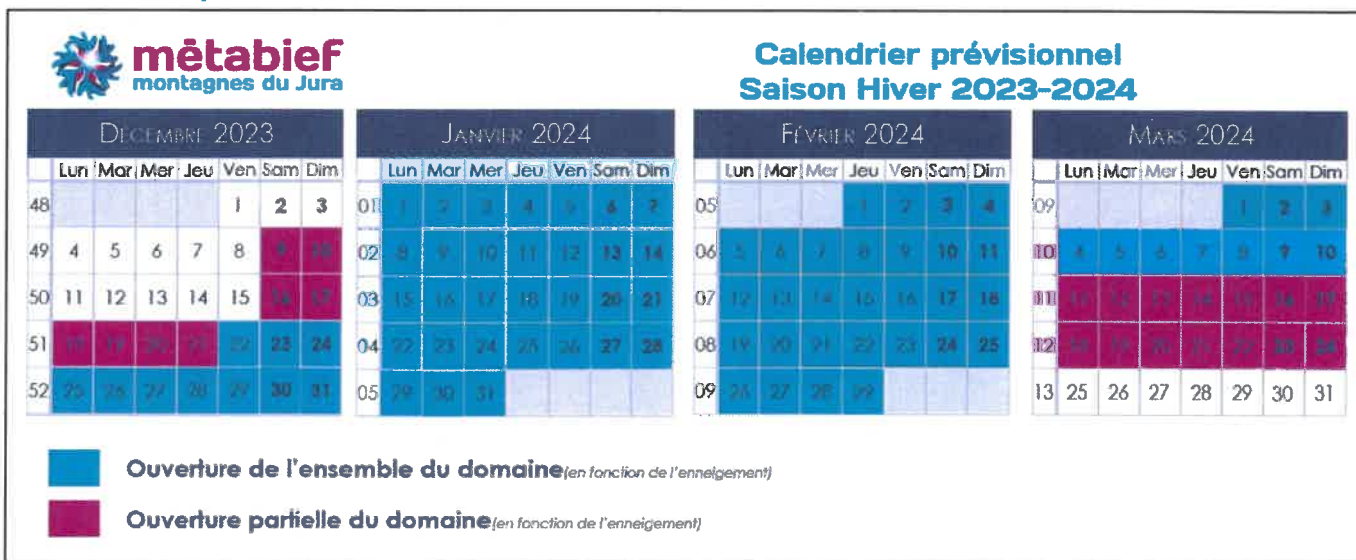 métabief
montagnes du Jura
Calendrier prévisionnel
Saison Hiver 2023-2024
DÉCEMBRE 2023
Lun Mar Mer Jeu Ven Sam Dim
48 1 2 3
49 4 5 6 7 8 9 10
50 11 12 13 14 15 16 17
51 18 19 20 21 22 23 24
52 25 26 27 28 29 30 31
JANVIER 2024
Lun Mar Mer Jeu Ven Sam Dim
01 1 2 3 4 5 6 7
02 8 9 10 11 12 13 14
03 15 16 17 18 19 20 21
04 22 23 24 25 26 27 28
05 29 30 31
FÉVRIER 2024
Lun Mar Mer Jeu Ven Sam Dim
05 1 2 3 4
06 5 6 7 8 9 10 11
07 12 13 14 15 16 17 18
08 19 20 21 22 23 24 25
09 26 27 28 29
MARS 2024
Lun Mar Mer Jeu Ven Sam Dim
09 1 2 3
10 4 5 6 7 8 9 10
11 11 12 13 14 15 16 17
12 18 19 20 21 22 23 24
13 25 26 27 28 29 30 31
Ouverture de l'ensemble du domaine (en fonction de l'enneigement)
Ouverture partielle du domaine (en fonction de l'enneigement)